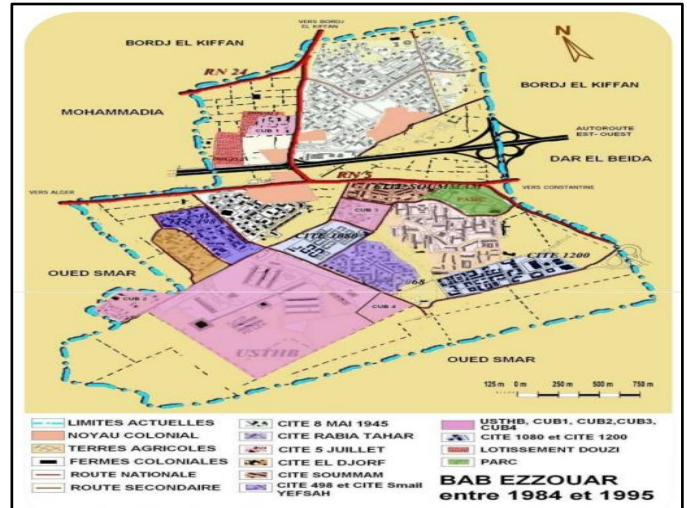 VERS BORDJ
EL KIFFAN
BORDJ EL KIFFAN
N
RN 24
BORDJ EL KIFFAN
MOHAMMADIA
CUB 1
AUTOROUTE
EST-OUEST
DAR EL BEIDA
RN 5
VERS ALGER
SOUMMAM
PARC
VERS CONSTANTINE
CUB 3
CITE 1080
OUED SMAR
CITE 1200
CUB 2
CUB 4
USTHB
OUED SMAR
125 m 0 m 250 m 500 m 750 m
LIMITES ACTUELLES
NOYAU COLONIAL
TERRES AGRICOLES
FERMES COLONIALES
ROUTE NATIONALE
ROUTE SECONDAIRE
CITE 8 MAI 1945
CITE RABIA TAHAR
CITE 5 JUILLET
CITE EL DJORF
CITE SOUMMAM
CITE 498 et CITE Smail
YEFSAH
USTHB, CUB1, CUB2,CUB3,
CUB4
CITE 1080 et CITE 1200
LOTISSEMENT DOUZI
PARC
BAB EZZOUAR
entre 1984 et 1995